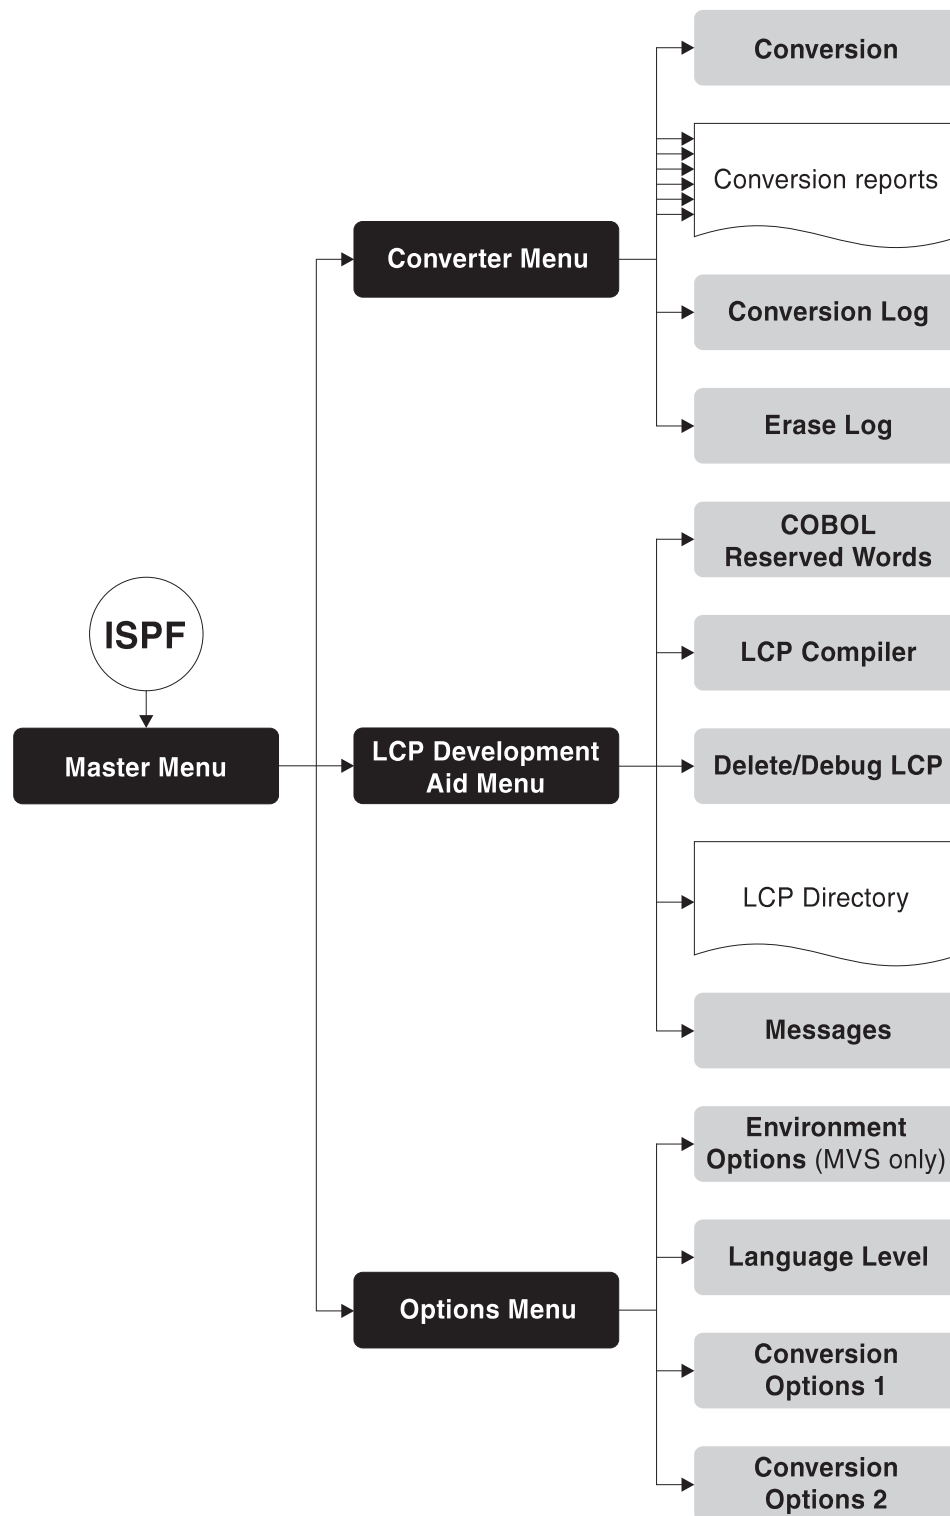 Conversion
Conversion reports
Converter Menu
Conversion Log
Erase Log
COBOL
Reserved Words
LCP Compiler
ISPF
Master Menu
LCP Development
Aid Menu
Delete/Debug LCP
LCP Directory
Messages
Environment
Options (MVS only)
Language Level
Options Menu
Conversion
Options 1
Conversion
Options 2